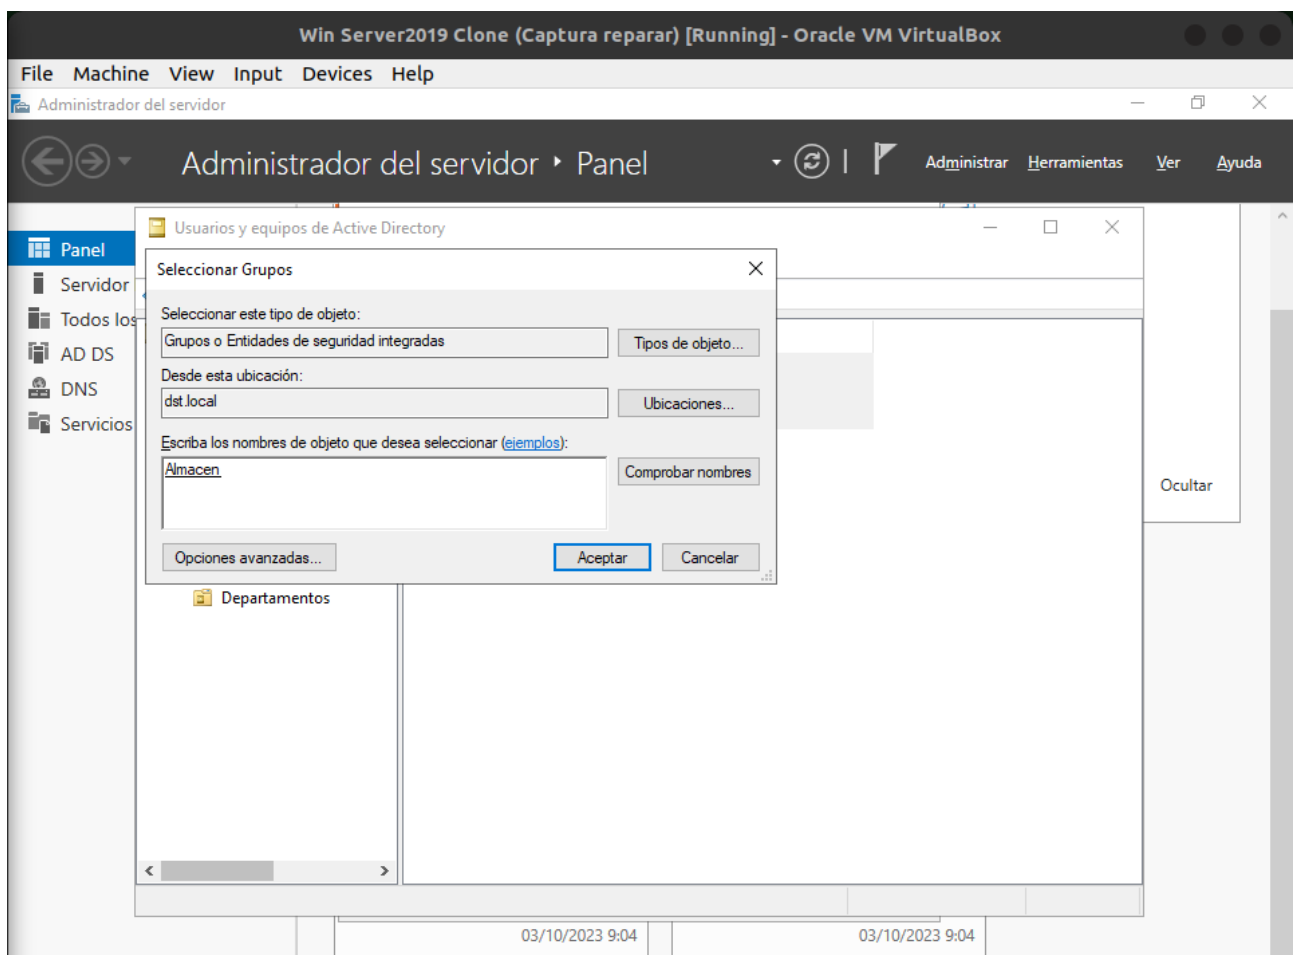 Win Server2019 Clone (Captura reparar) [Running] - Oracle VM VirtualBox
File Machine View Input Devices Help
Administrador del servidor
Administrador del servidor ‣ Panel
Administrar Herramientas Ver Ayuda
Usuarios y equipos de Active Directory
Panel
Servidor
Todos los
AD DS
DNS
Servicios
Seleccionar Grupos
Seleccionar este tipo de objeto:
Grupos o Entidades de seguridad integradas
Tipos de objeto...
Desde esta ubicación:
dst.local
Ubicaciones...
Escriba los nombres de objeto que desea seleccionar (ejemplos):
Almacen
Comprobar nombres
Opciones avanzadas...
Aceptar
Cancelar
Ocultar
Departamentos
03/10/2023 9:04
03/10/2023 9:04